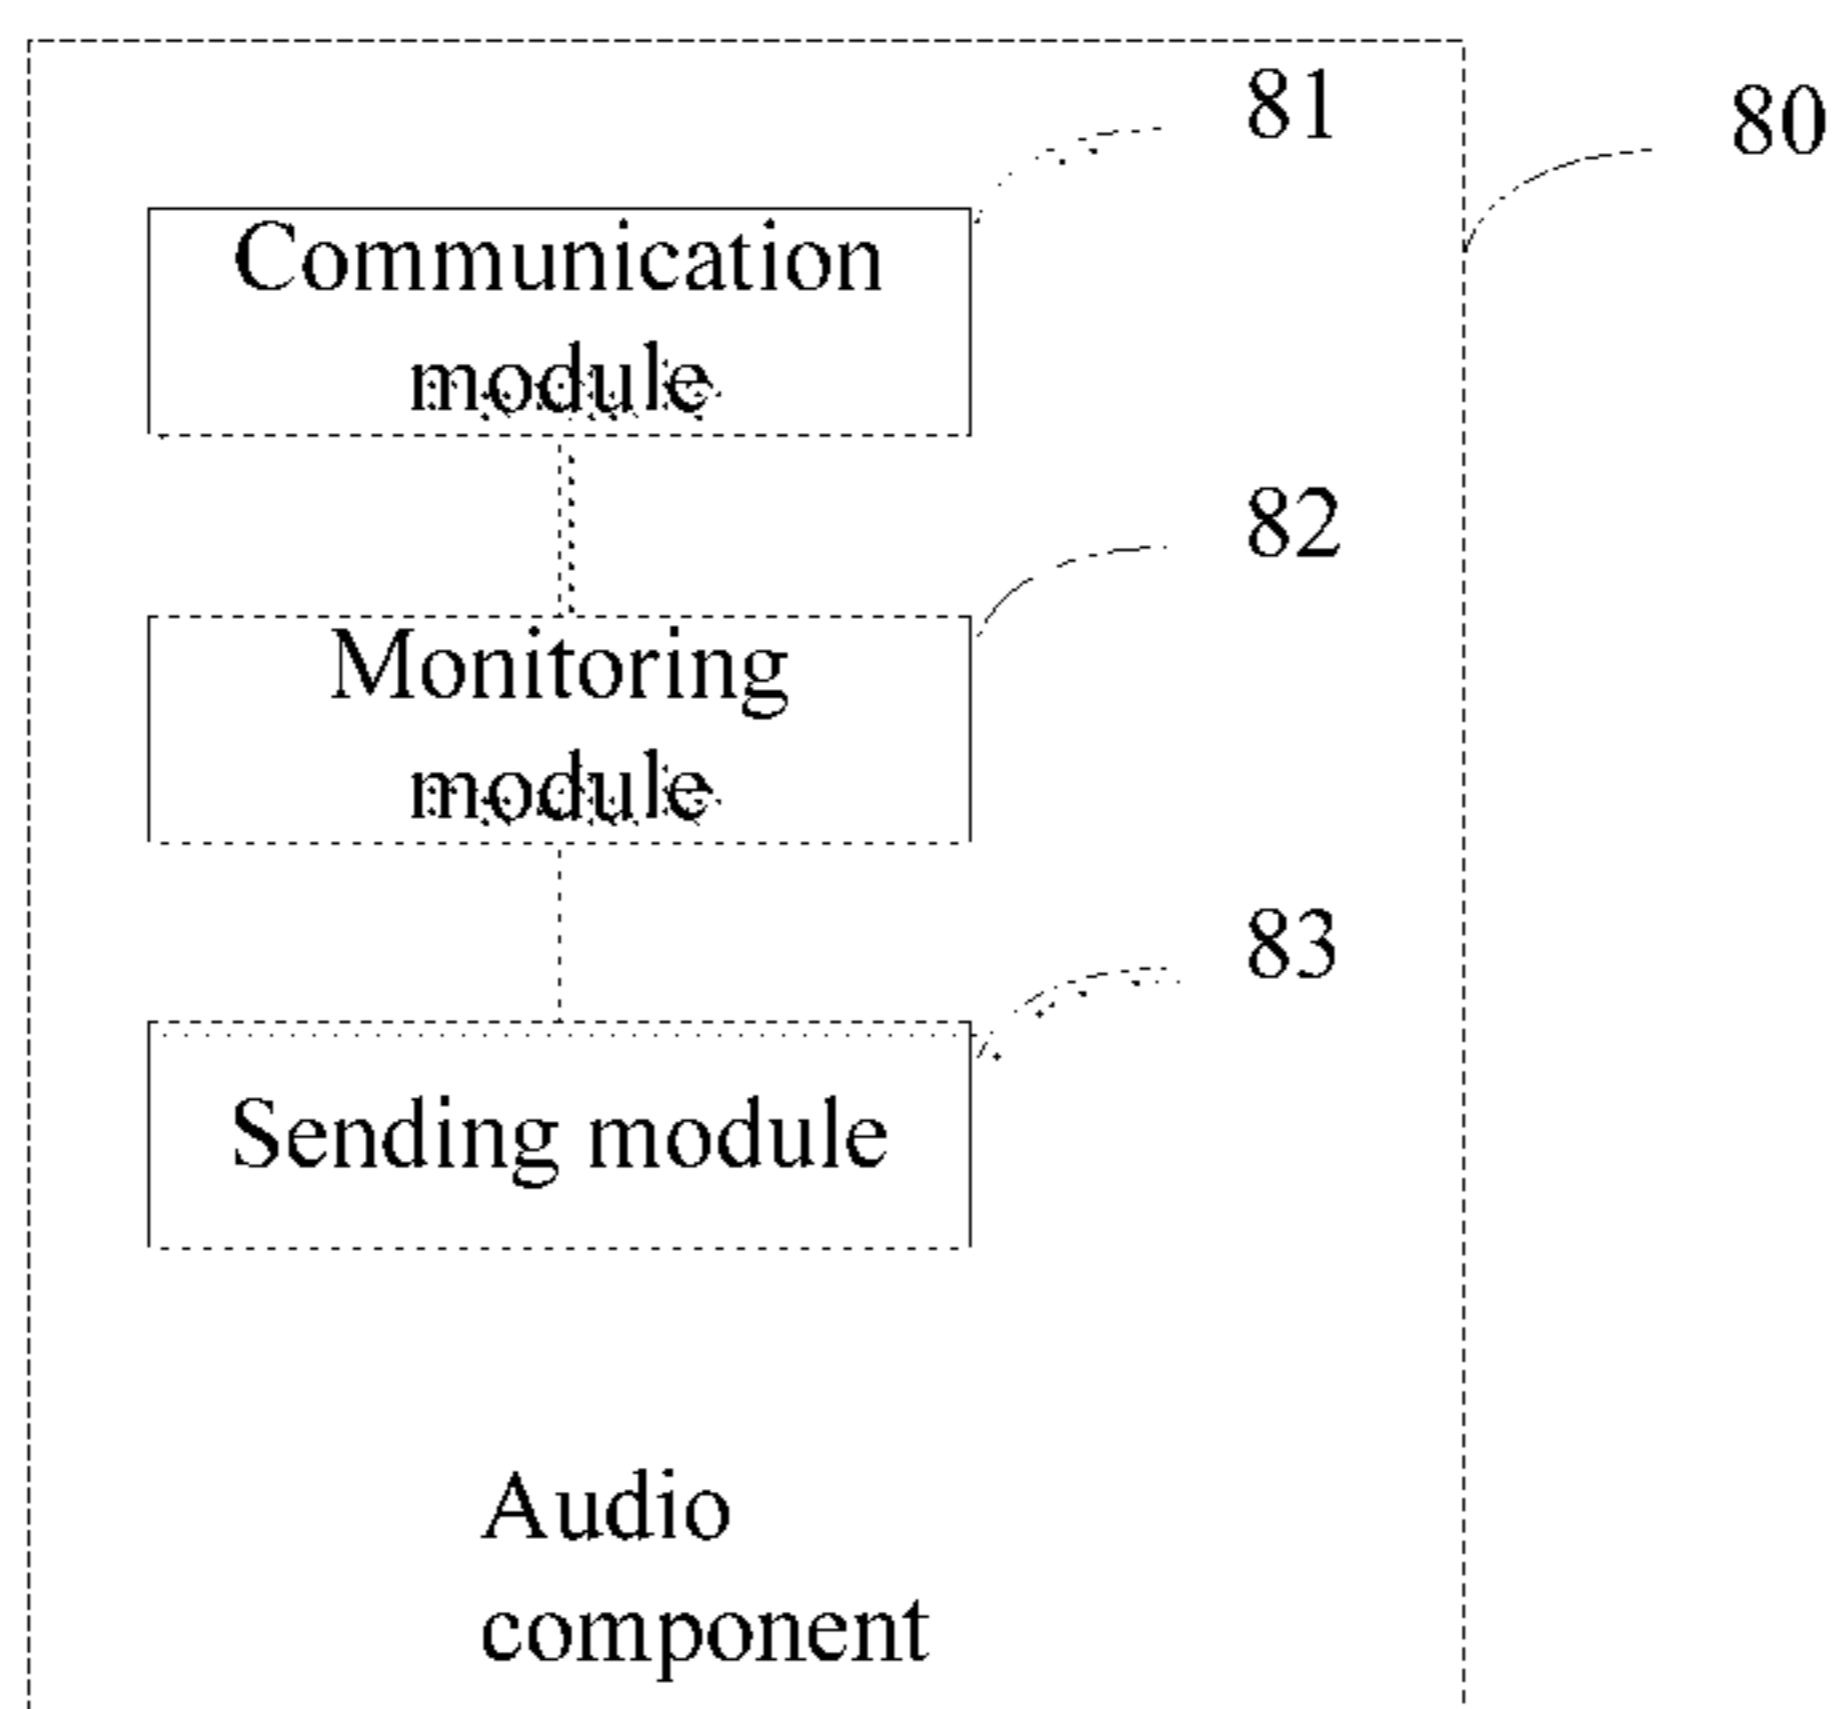 81
80
Communication
module
82
Monitoring
module
83
Sending module
Audio
component